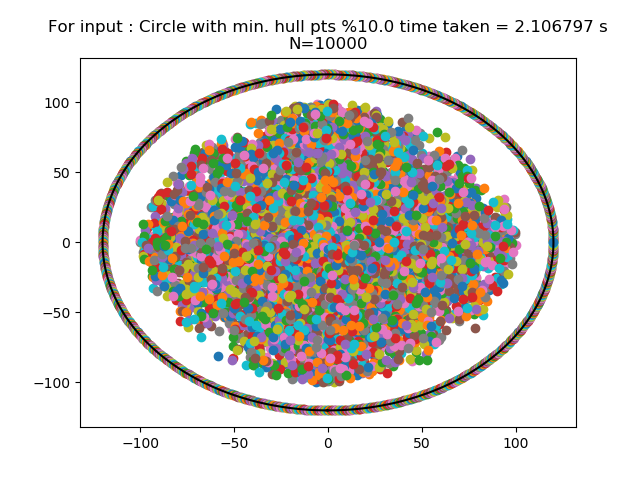 For input : Circle with min. hull pts %10.0 time taken = 2.106797 s
N=10000
100
50
0
−50
−100
−100 −50 0 50 100